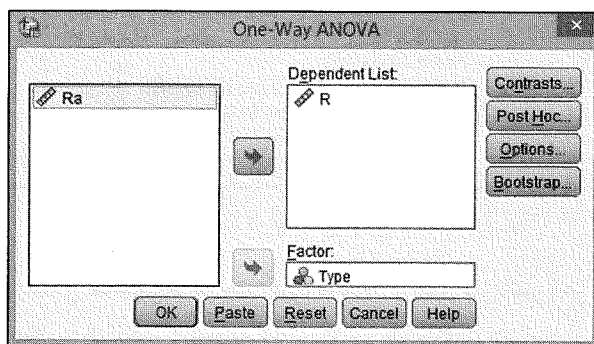 One-Way ANOVA
Ra
Dependent List:
R
Factor:
Type
Contrasts...
Post Hoc...
Options...
Bootstrap...
OK
Paste
Reset
Cancel
Help